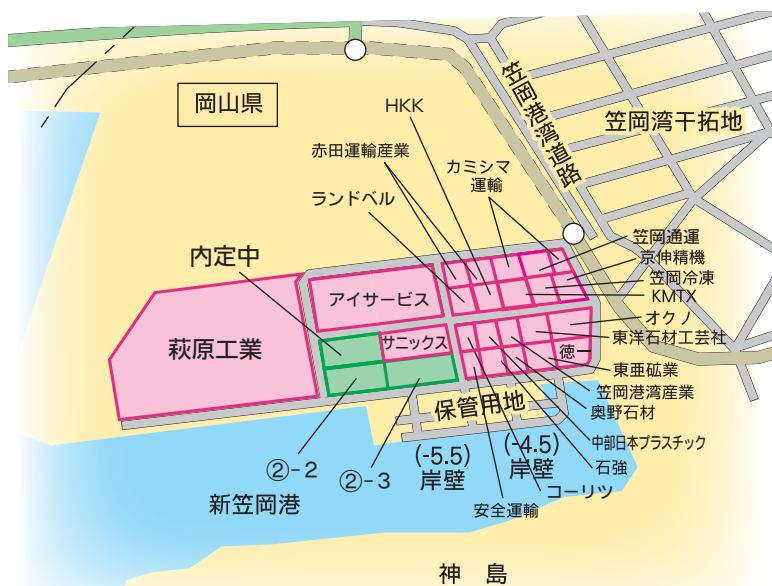 岡山県
HKK
赤田運輸産業
ランドベル
カミシマ
運輸
笠岡港湾道路
笠岡湾干拓地
笠岡通運
京伸精機
笠岡冷凍
KMTX
オクノ
東洋石材工芸社
徳一
東亜砿業
笠岡港湾産業
奥野石材
中部日本プラスチック
石強
コーリツ
安全運輸
内定中
アイサービス
サニックス
萩原工業
保管用地
②-2
②-3
(-5.5)
岸壁
(-4.5)
岸壁
新笠岡港
神 島